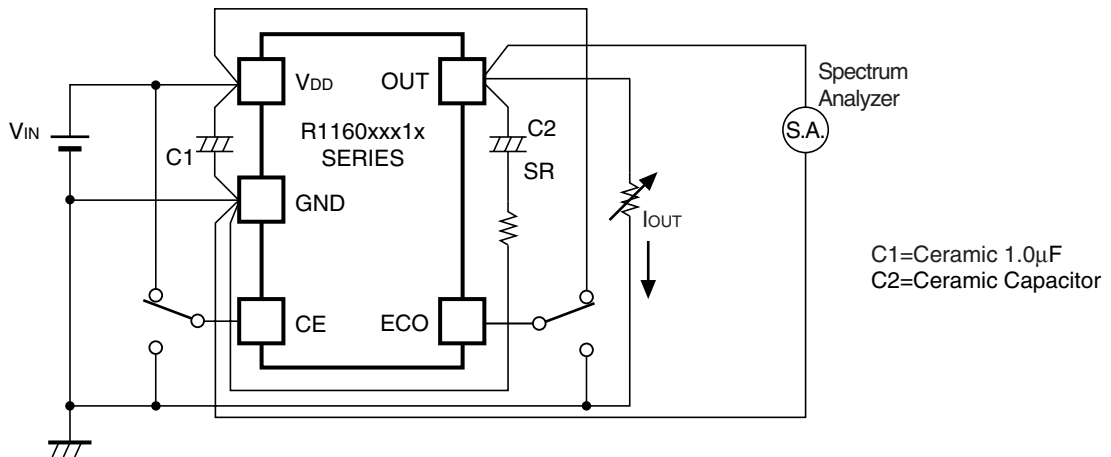 VDD
OUT
Spectrum
Analyzer
VIN
C1
R1160xxx1x
SERIES
C2
SR
S.A.
GND
IOUT
C1=Ceramic 1.0μF
C2=Ceramic Capacitor
CE
ECO